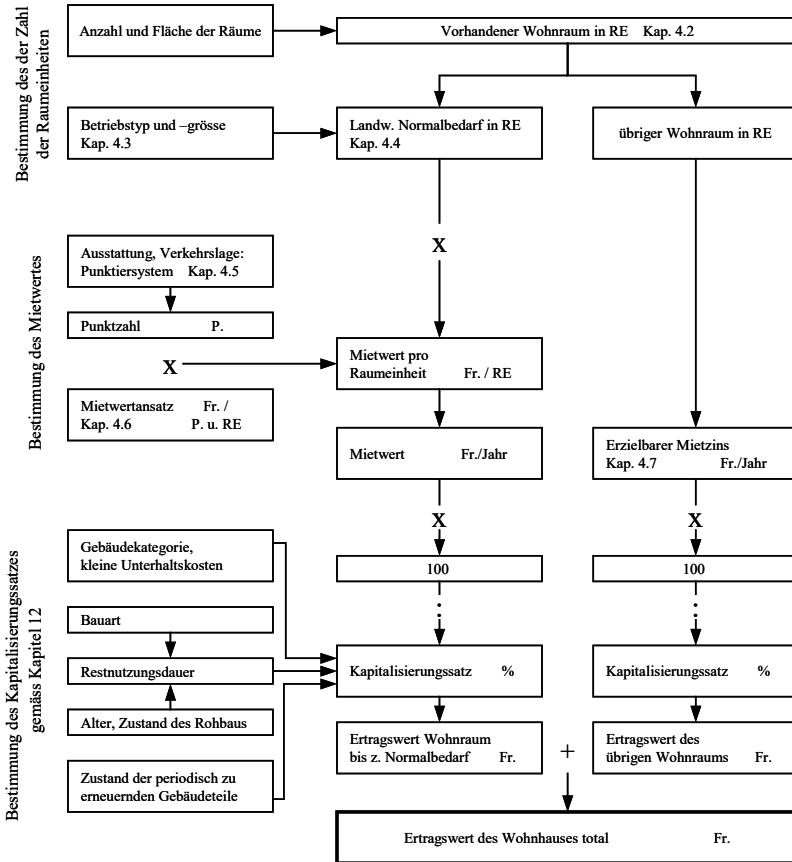 Bestimmung des der Zahl
der Raumeinheiten
Anzahl und Fläche der Räume
Vorhandener Wohnraum in RE Kap. 4.2
Betriebstyp und –grösse
Kap. 4.3
Landw. Normalbedarf in RE
Kap. 4.4
übriger Wohnraum in RE
X
Bestimmung des Mietwertes
Ausstattung, Verkehrslage:
Punktiersystem Kap. 4.5
Punktzahl P.
X
Mietwert pro
Raumeinheit Fr. / RE
Mietwertansatz Fr. /
Kap. 4.6 P. u. RE
Mietwert Fr./Jahr
Erzielbarer Mietzins
Kap. 4.7 Fr./Jahr
X
X
Bestimmung des Kapitalisierungssatzes
gemäss Kapitel 12
Gebäudekategorie,
kleine Unterhaltskosten
100
100
:
:
Bauart
Restnutzungsdauer
Kapitalisierungssatz %
Kapitalisierungssatz %
Alter, Zustand des Rohbaus
Ertragswert Wohnraum
bis z. Normalbedarf Fr.
+
Ertragswert des
übrigen Wohnraums Fr.
Zustand der periodisch zu
erneuernden Gebäudeteile
Ertragswert des Wohnhauses total Fr.